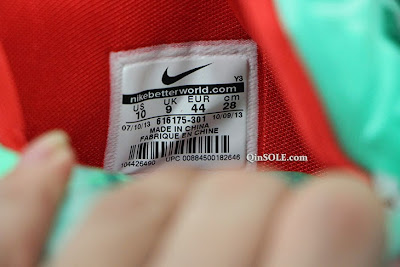 Y3
nikebetterworld.com
US UK EUR cm
10 9 44 28
616175-301
07/10/13 10/09/13
MADE IN CHINA
FABRIQUE EN CHINE
104426490 UPC 00884500182646
QinSOLE.com